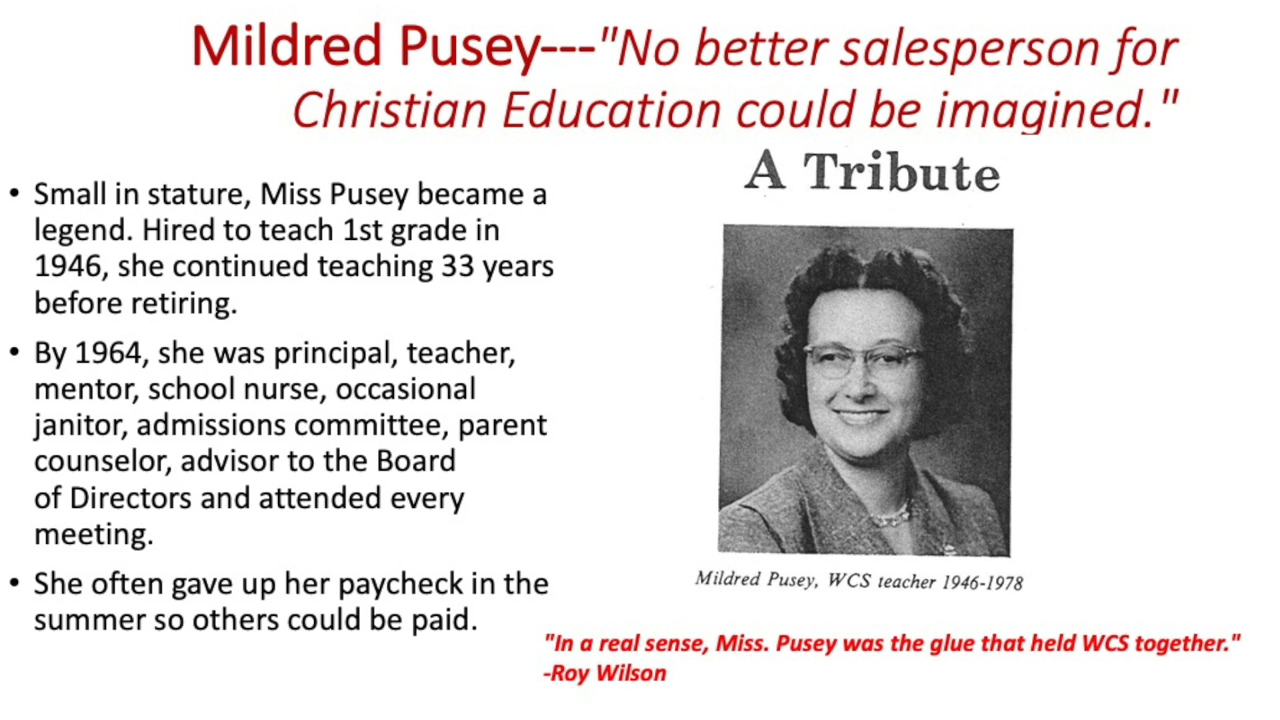 Mildred Pusey---"No better salesperson for
Christian Education could be imagined."
• Small in stature, Miss Pusey became a
legend. Hired to teach 1st grade in
1946, she continued teaching 33 years
before retiring.
• By 1964, she was principal, teacher,
mentor, school nurse, occasional
janitor, admissions committee, parent
counselor, advisor to the Board
of Directors and attended every
meeting.
• She often gave up her paycheck in the
summer so others could be paid.
A Tribute
Mildred Pusey, WCS teacher 1946-1978
"In a real sense, Miss. Pusey was the glue that held WCS together."
-Roy Wilson